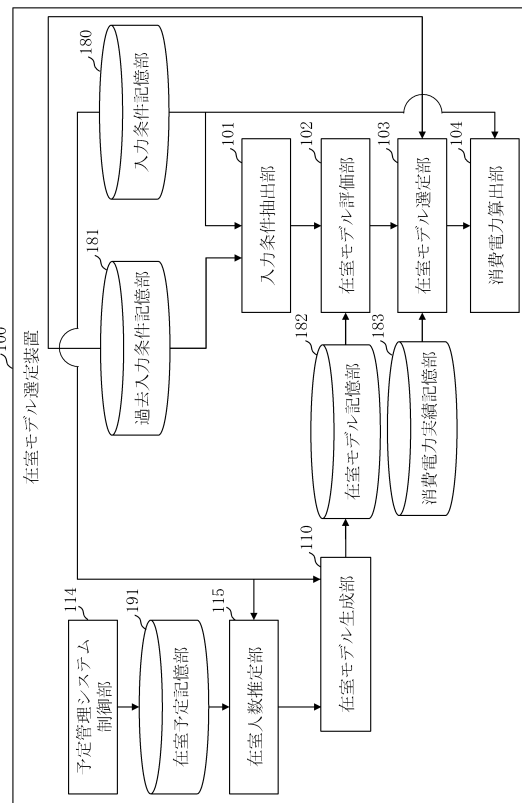 100
在室モデル選定装置
114
予定管理システム
制御部
191
在室予定記憶部
115
在室人数推定部
110
在室モデル生成部
181
過去入力条件記憶部
180
入力条件記憶部
101
入力条件抽出部
182
在室モデル記憶部
102
在室モデル評価部
183
消費電力実績記憶部
103
在室モデル選定部
104
消費電力算出部